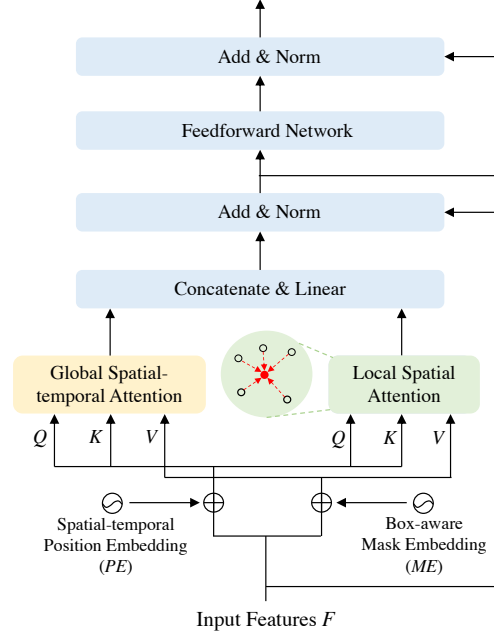 Add & Norm
Feedforward Network
Add & Norm
Concatenate & Linear
Global Spatial-
temporal Attention
Local Spatial
Attention
Q K V Q K V
Spatial-temporal
Position Embedding
(PE)
Box-aware
Mask Embedding
(ME)
Input Features F